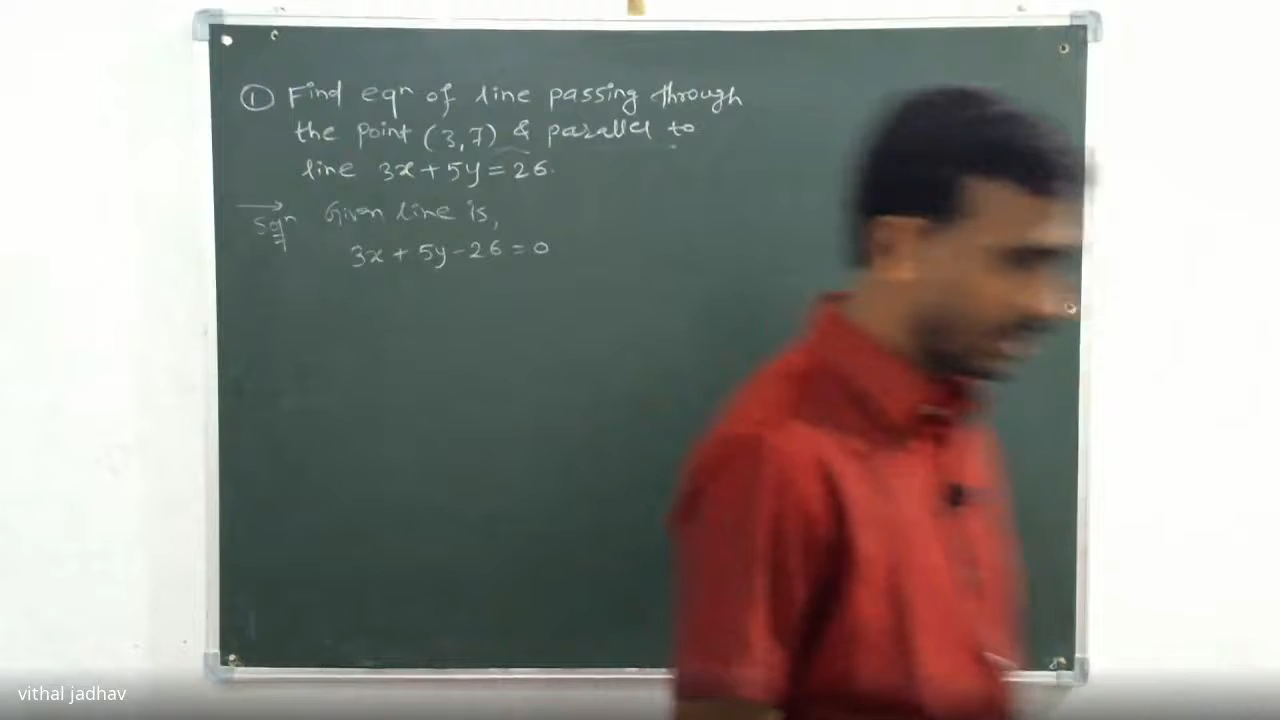 ① Find eqn of line passing through
the point (3,7) & parallel to
line 3x+5y=26.
Soln Given line is,
3x + 5y - 26 = 0
vithal jadhav